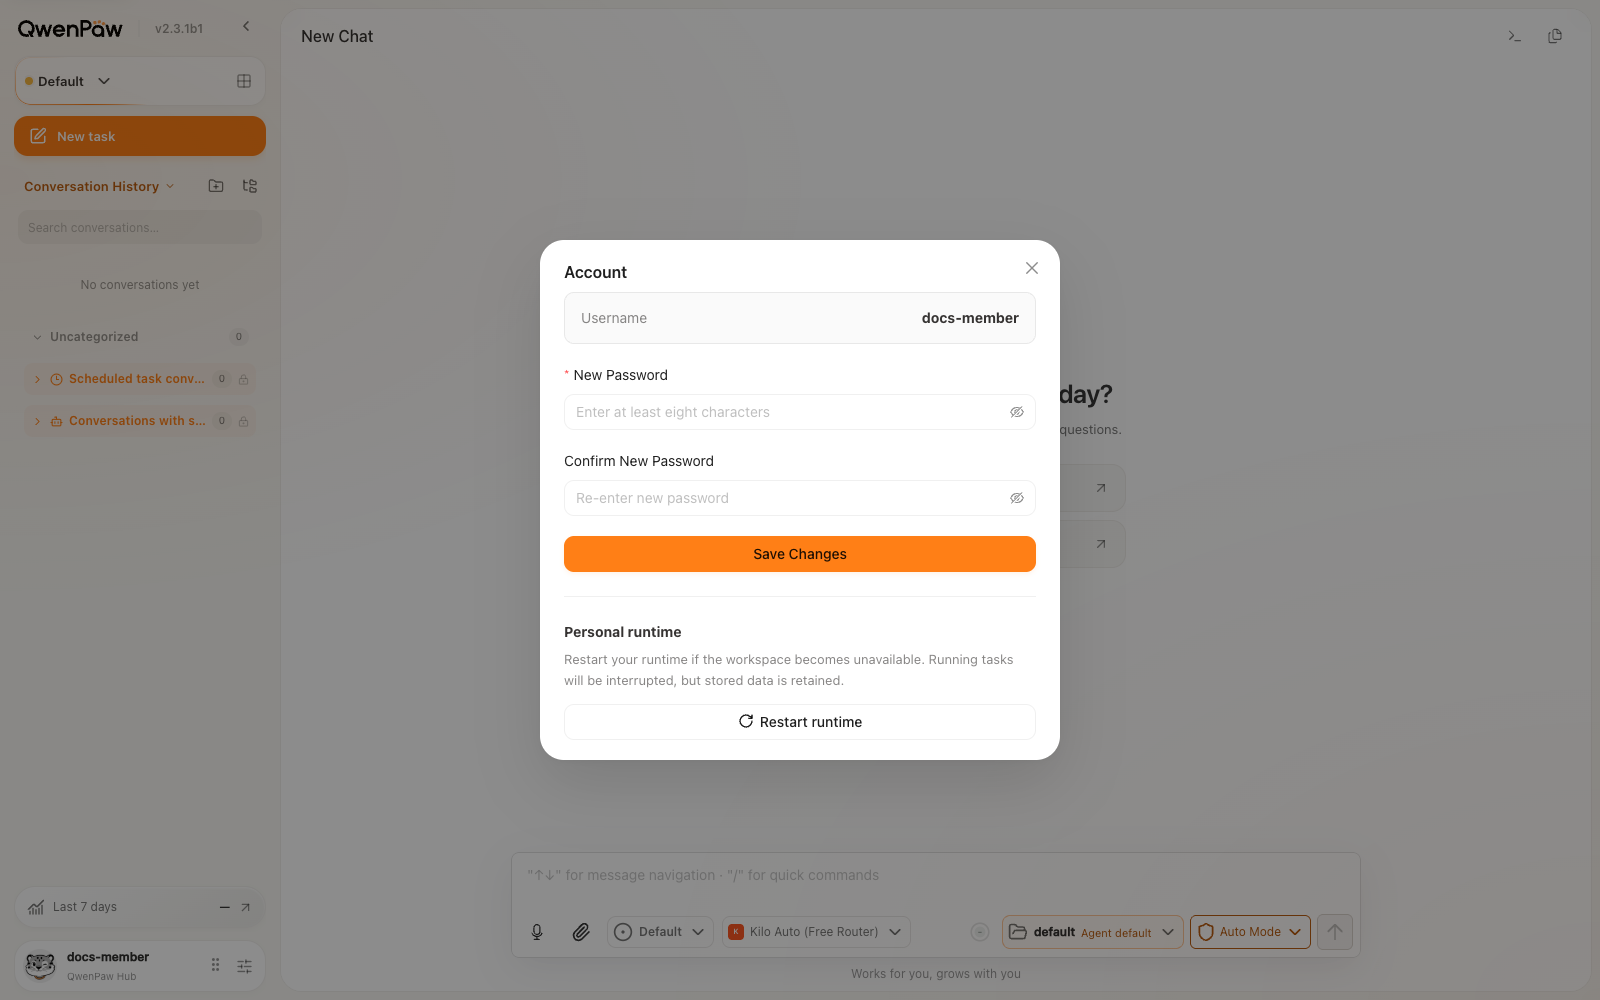 QwenPaw
v2.3.1b1
Default
New task
Conversation History
Search conversations...
No conversations yet
Uncategorized
0
Scheduled task conv...
0
Conversations with s...
0
Last 7 days
docs-member
QwenPaw Hub
New Chat
day?
questions.
Account
Username
docs-member
* New Password
Enter at least eight characters
Confirm New Password
Re-enter new password
Save Changes
Personal runtime
Restart your runtime if the workspace becomes unavailable. Running tasks
will be interrupted, but stored data is retained.
Restart runtime
"↑↓" for message navigation · "/" for quick commands
Default
K
Kilo Auto (Free Router)
default Agent default
Auto Mode
Works for you, grows with you